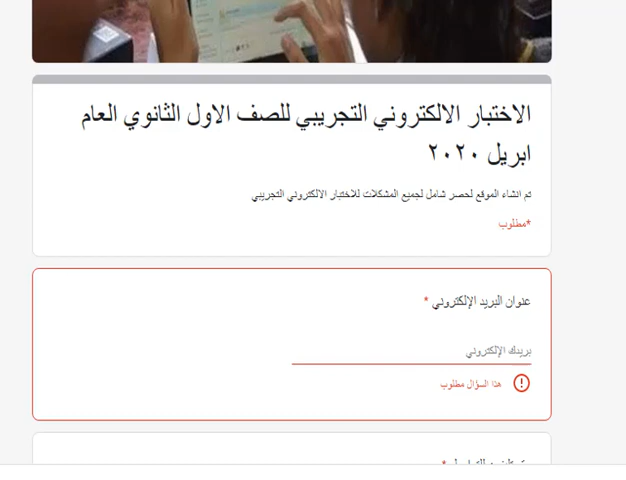 الاختبار الالكتروني التجريبي للصف الاول الثانوي العام
ابريل ٢٠٢٠
تم انشاء الموقع لحصر شامل لجميع المشكلات للاختبار الالكتروني التجريبي
*مطلوب
عنوان البريد الإلكتروني *
بريدك الإلكتروني
هذا السؤال مطلوب